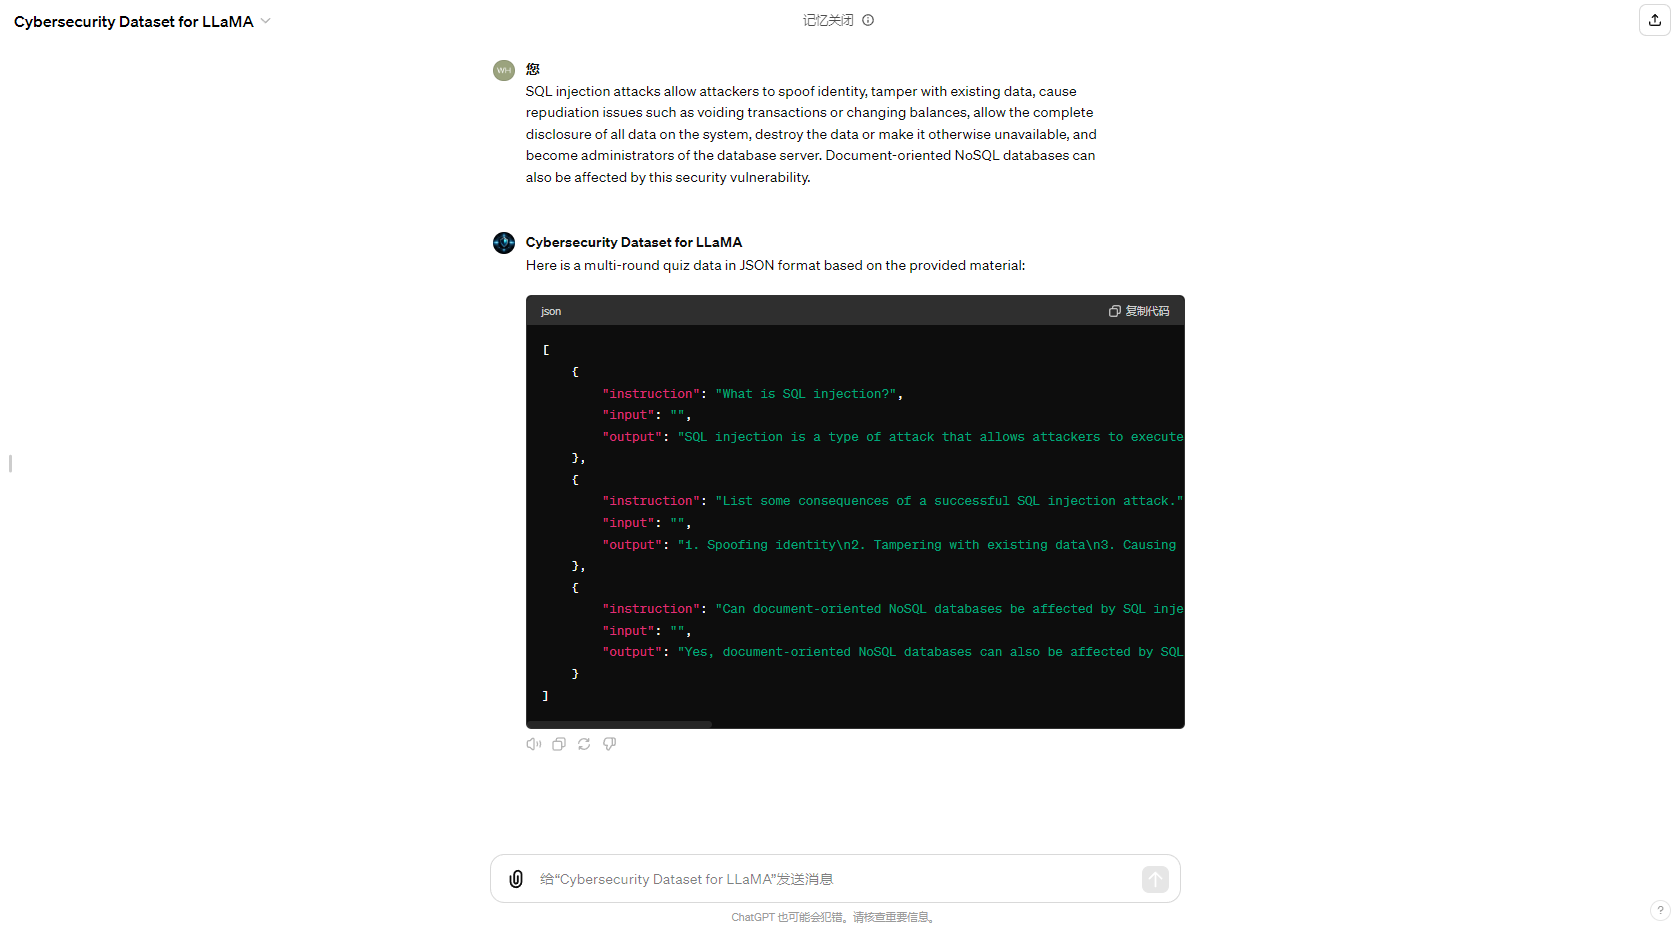 Cybersecurity Dataset for LLaMA
记忆关闭
WH
您
SQL injection attacks allow attackers to spoof identity, tamper with existing data, cause
repudiation issues such as voiding transactions or changing balances, allow the complete
disclosure of all data on the system, destroy the data or make it otherwise unavailable, and
become administrators of the database server. Document-oriented NoSQL databases can
also be affected by this security vulnerability.
Cybersecurity Dataset for LLaMA
Here is a multi-round quiz data in JSON format based on the provided material:
json 复制代码
[
{
"instruction": "What is SQL injection?",
"input": "",
"output": "SQL injection is a type of attack that allows attackers to execute
},
{
"instruction": "List some consequences of a successful SQL injection attack."
"input": "",
"output": "1. Spoofing identity\n2. Tampering with existing data\n3. Causing
},
{
"instruction": "Can document-oriented NoSQL databases be affected by SQL inje
"input": "",
"output": "Yes, document-oriented NoSQL databases can also be affected by SQL
}
]
给“Cybersecurity Dataset for LLaMA”发送消息
ChatGPT 也可能会犯错。请核查重要信息。
?